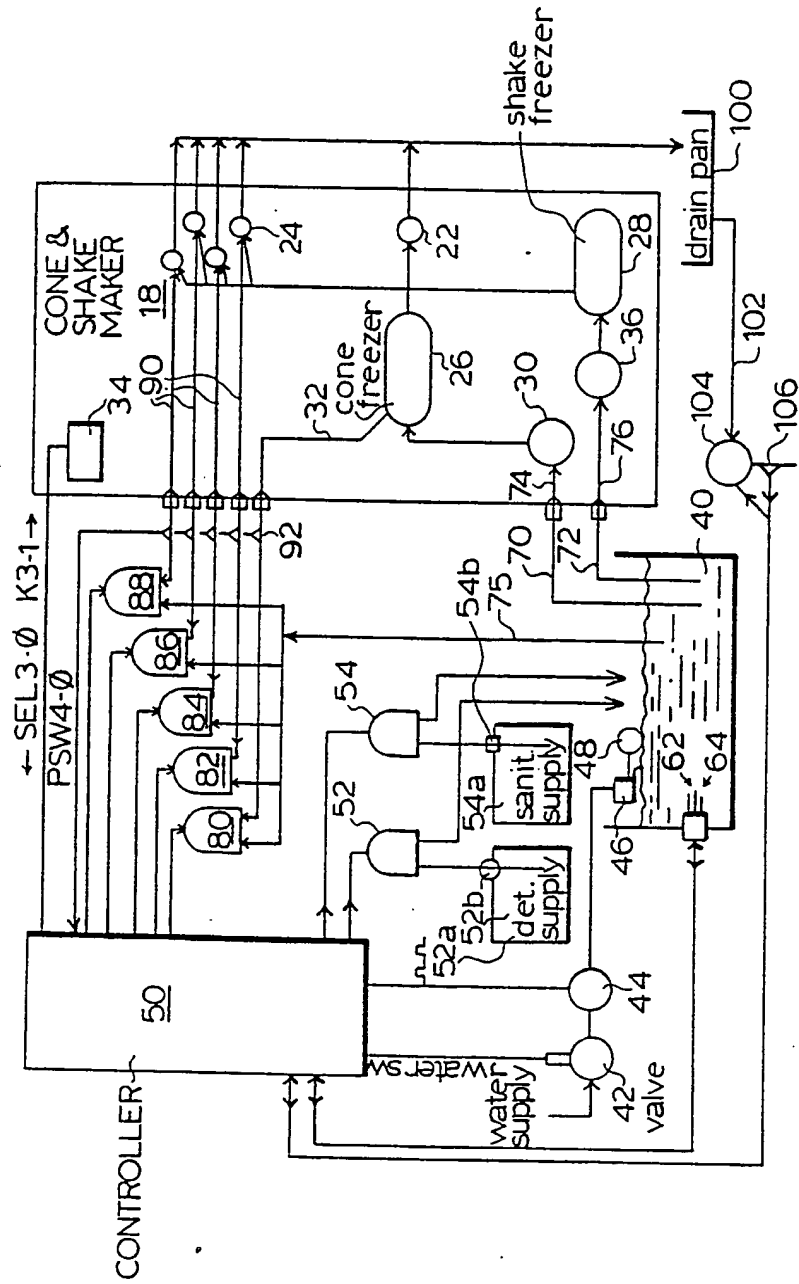 CONTROLLER
50
← SEL3-0 K3-1 →
PSW4-0
CONE &
SHAKE
MAKER
18
34
90
92
24
22
32
cone
freezer
26
30
36
28
shake
freezer
88
86
84
82
80
74
76
70
72
75
54
54b
54a
sanit.
supply
52
52b
52a
det.
supply
48
46
62
64
40
44
42
valve
water
supply
water sw
drain pan
100
102
104
106